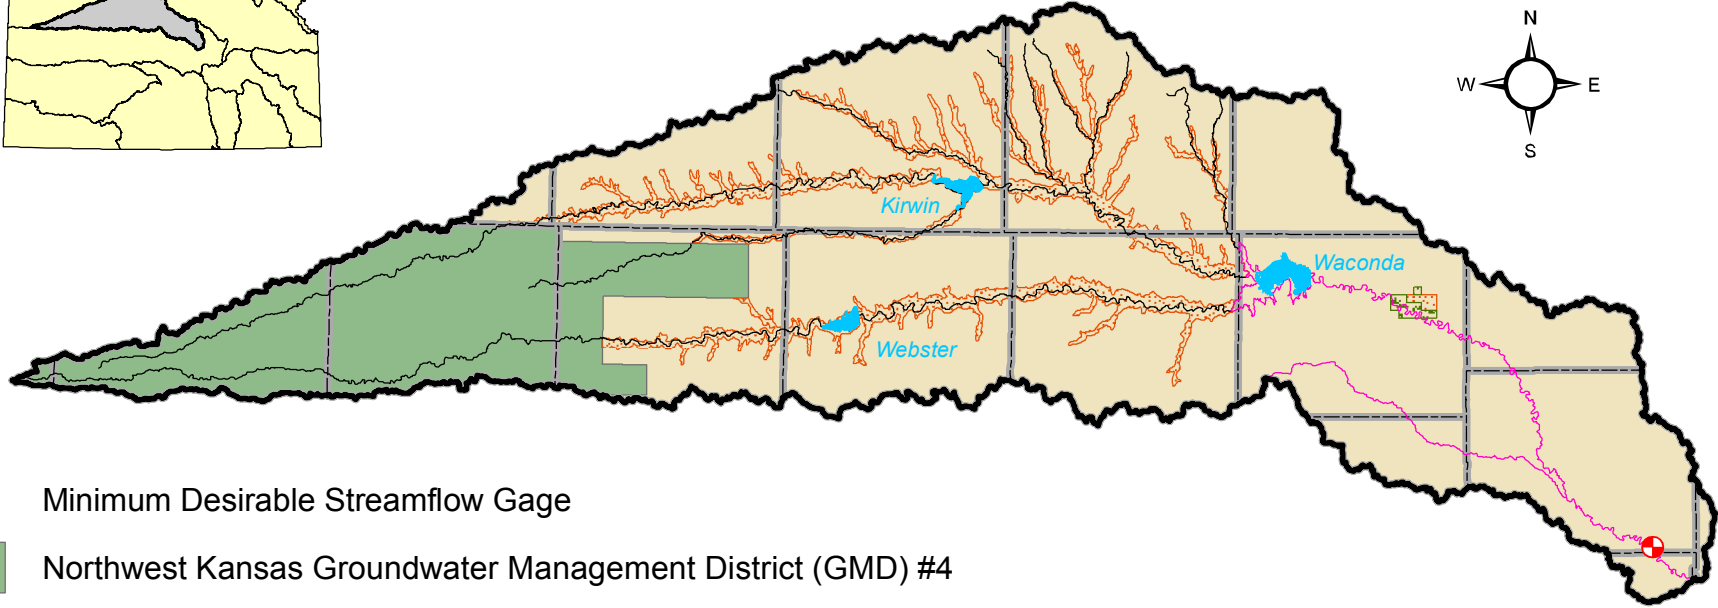 N
W E
S
Kirwin
Waconda
Webster
Minimum Desirable Streamflow Gage
Northwest Kansas Groundwater Management District (GMD) #4